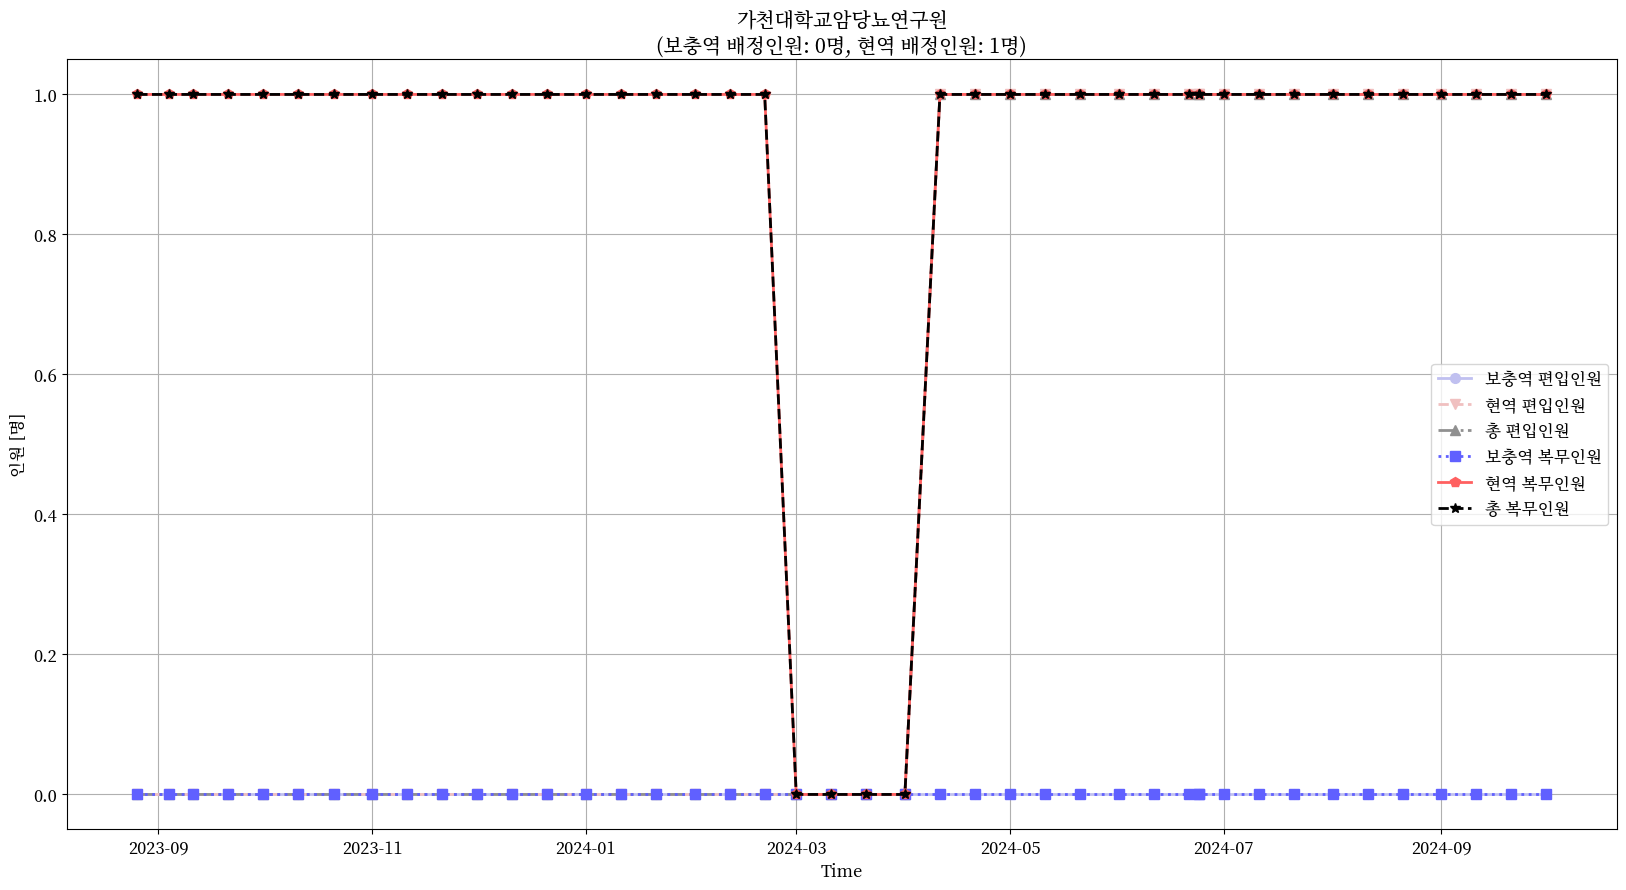 가천대학교암당뇨연구원
(보충역 배정인원: 0명, 현역 배정인원: 1명)
1.0
0.8
0.6
0.4
0.2
0.0
인원 [명]
보충역 편입인원
현역 편입인원
총 편입인원
보충역 복무인원
현역 복무인원
총 복무인원
2023-09 2023-11 2024-01 2024-03 2024-05 2024-07 2024-09
Time